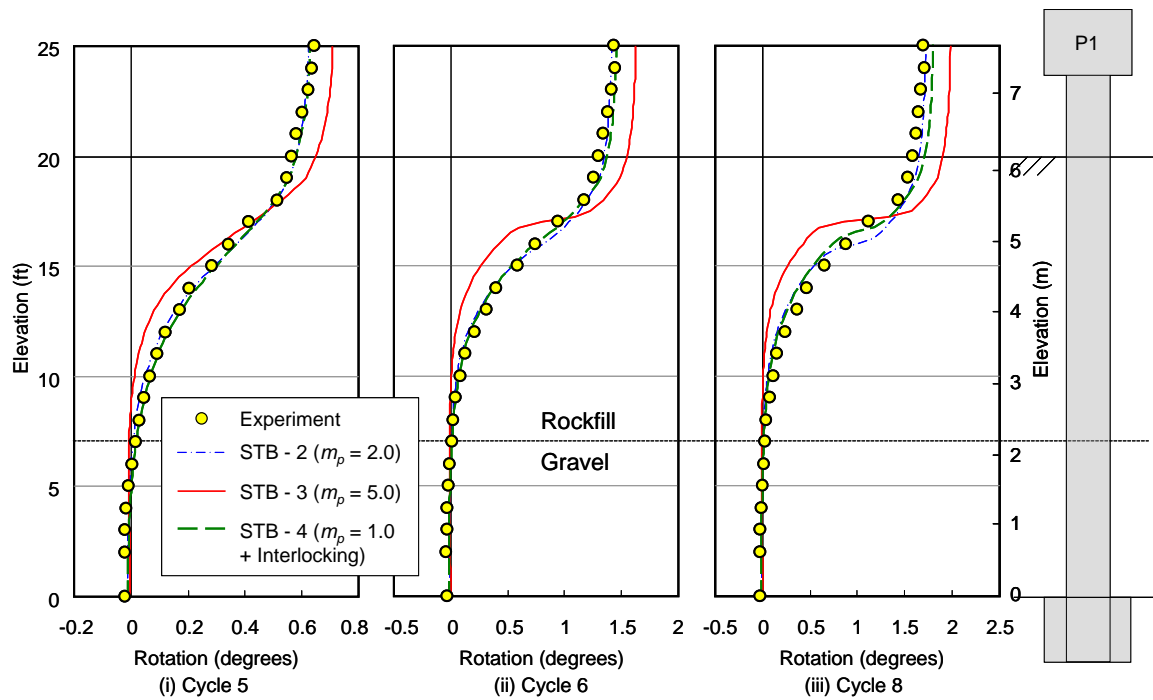 P1
Elevation (ft)
25
20
15
10
5
0
Experiment
STB - 2 (mp = 2.0)
STB - 3 (mp = 5.0)
STB - 4 (mp = 1.0
+ Interlocking)
Rockfill
Gravel
7
6
5
4
3
2
1
0
Elevation (m)
-0.2 0 0.2 0.4 0.6 0.8
Rotation (degrees)
(i) Cycle 5
-0.5 0 0.5 1 1.5 2
Rotation (degrees)
(ii) Cycle 6
-0.5 0 0.5 1 1.5 2 2.5
Rotation (degrees)
(iii) Cycle 8